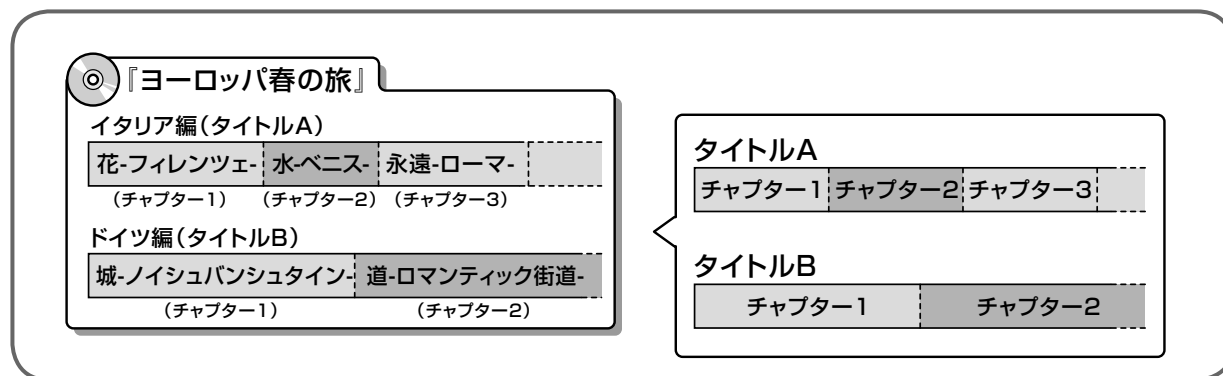 『ヨーロッパ春の旅』
イタリア編（タイトルA）
花-フィレンツェ- 水-ベニス- 永遠-ローマ-
（チャプター1） （チャプター2） （チャプター3）
ドイツ編（タイトルB）
城-ノイシュバンシュタイン- 道-ロマンティック街道-
（チャプター1） （チャプター2）
タイトルA
チャプター1 チャプター2 チャプター3
タイトルB
チャプター1 チャプター2